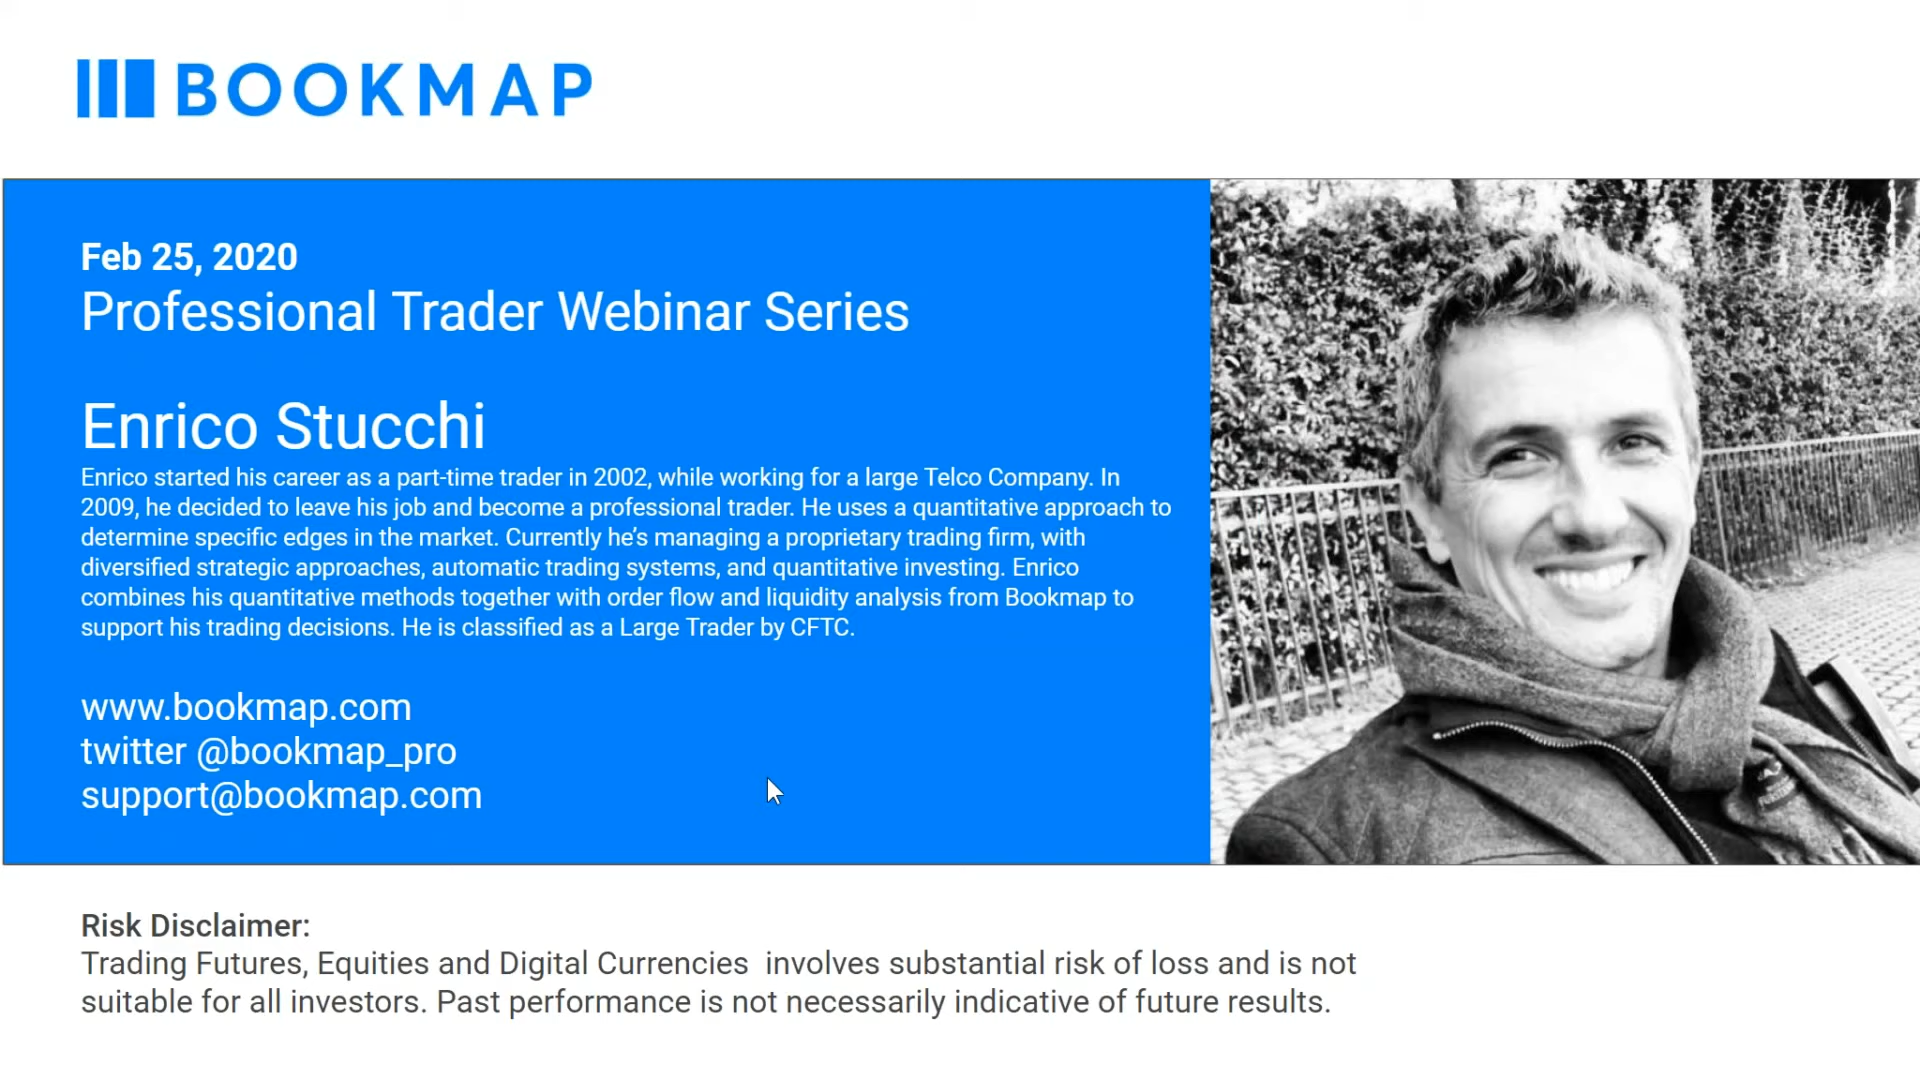 BOOKMAP
Feb 25, 2020
Professional Trader Webinar Series
Enrico Stucchi
Enrico started his career as a part-time trader in 2002, while working for a large Telco Company. In
2009, he decided to leave his job and become a professional trader. He uses a quantitative approach to
determine specific edges in the market. Currently he's managing a proprietary trading firm, with
diversified strategic approaches, automatic trading systems, and quantitative investing. Enrico
combines his quantitative methods together with order flow and liquidity analysis from Bookmap to
support his trading decisions. He is classified as a Large Trader by CFTC.
www.bookmap.com
twitter @bookmap_pro
support@bookmap.com
Risk Disclaimer:
Trading Futures, Equities and Digital Currencies  involves substantial risk of loss and is not
suitable for all investors. Past performance is not necessarily indicative of future results.